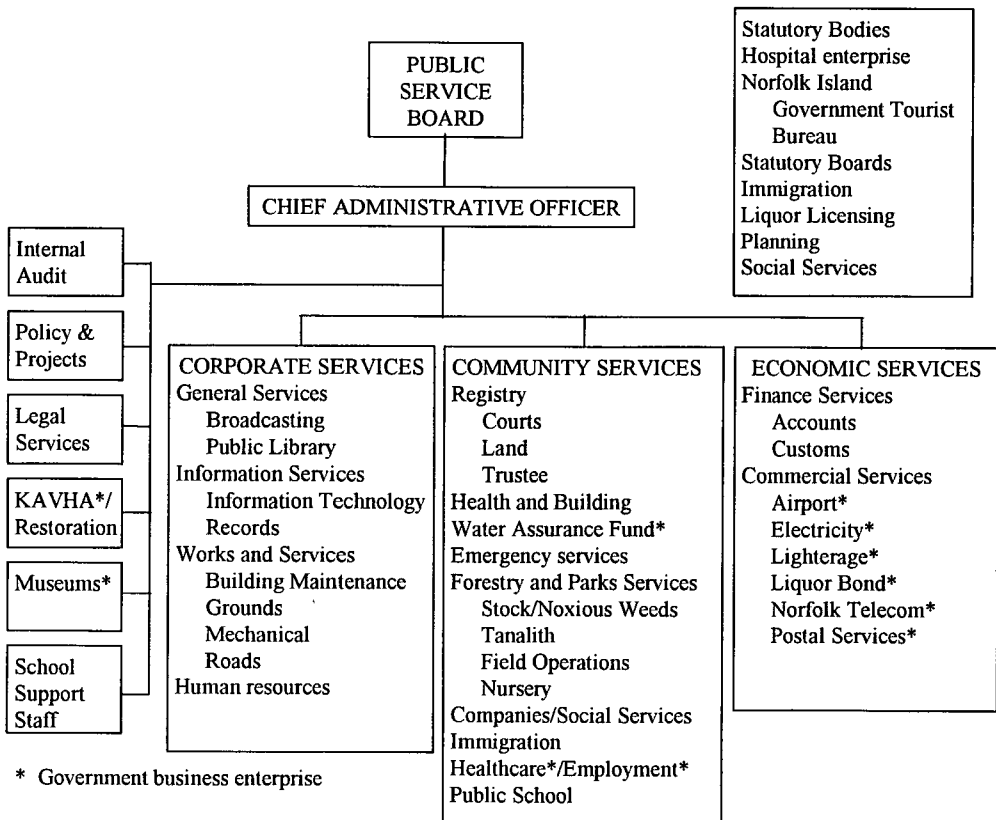 PUBLIC
SERVICE
BOARD
Statutory Bodies
Hospital enterprise
Norfolk Island
Government Tourist
Bureau
Statutory Boards
Immigration
Liquor Licensing
Planning
Social Services
CHIEF ADMINISTRATIVE OFFICER
Internal
Audit
Policy &
Projects
Legal
Services
KAVHA*/
Restoration
Museums*
School
Support
Staff
CORPORATE SERVICES
General Services
Broadcasting
Public Library
Information Services
Information Technology
Records
Works and Services
Building Maintenance
Grounds
Mechanical
Roads
Human resources
COMMUNITY SERVICES
Registry
Courts
Land
Trustee
Health and Building
Water Assurance Fund*
Emergency services
Forestry and Parks Services
Stock/Noxious Weeds
Tanalith
Field Operations
Nursery
Companies/Social Services
Immigration
Healthcare*/Employment*
Public School
ECONOMIC SERVICES
Finance Services
Accounts
Customs
Commercial Services
Airport*
Electricity*
Lighterage*
Liquor Bond*
Norfolk Telecom*
Postal Services*
* Government business enterprise